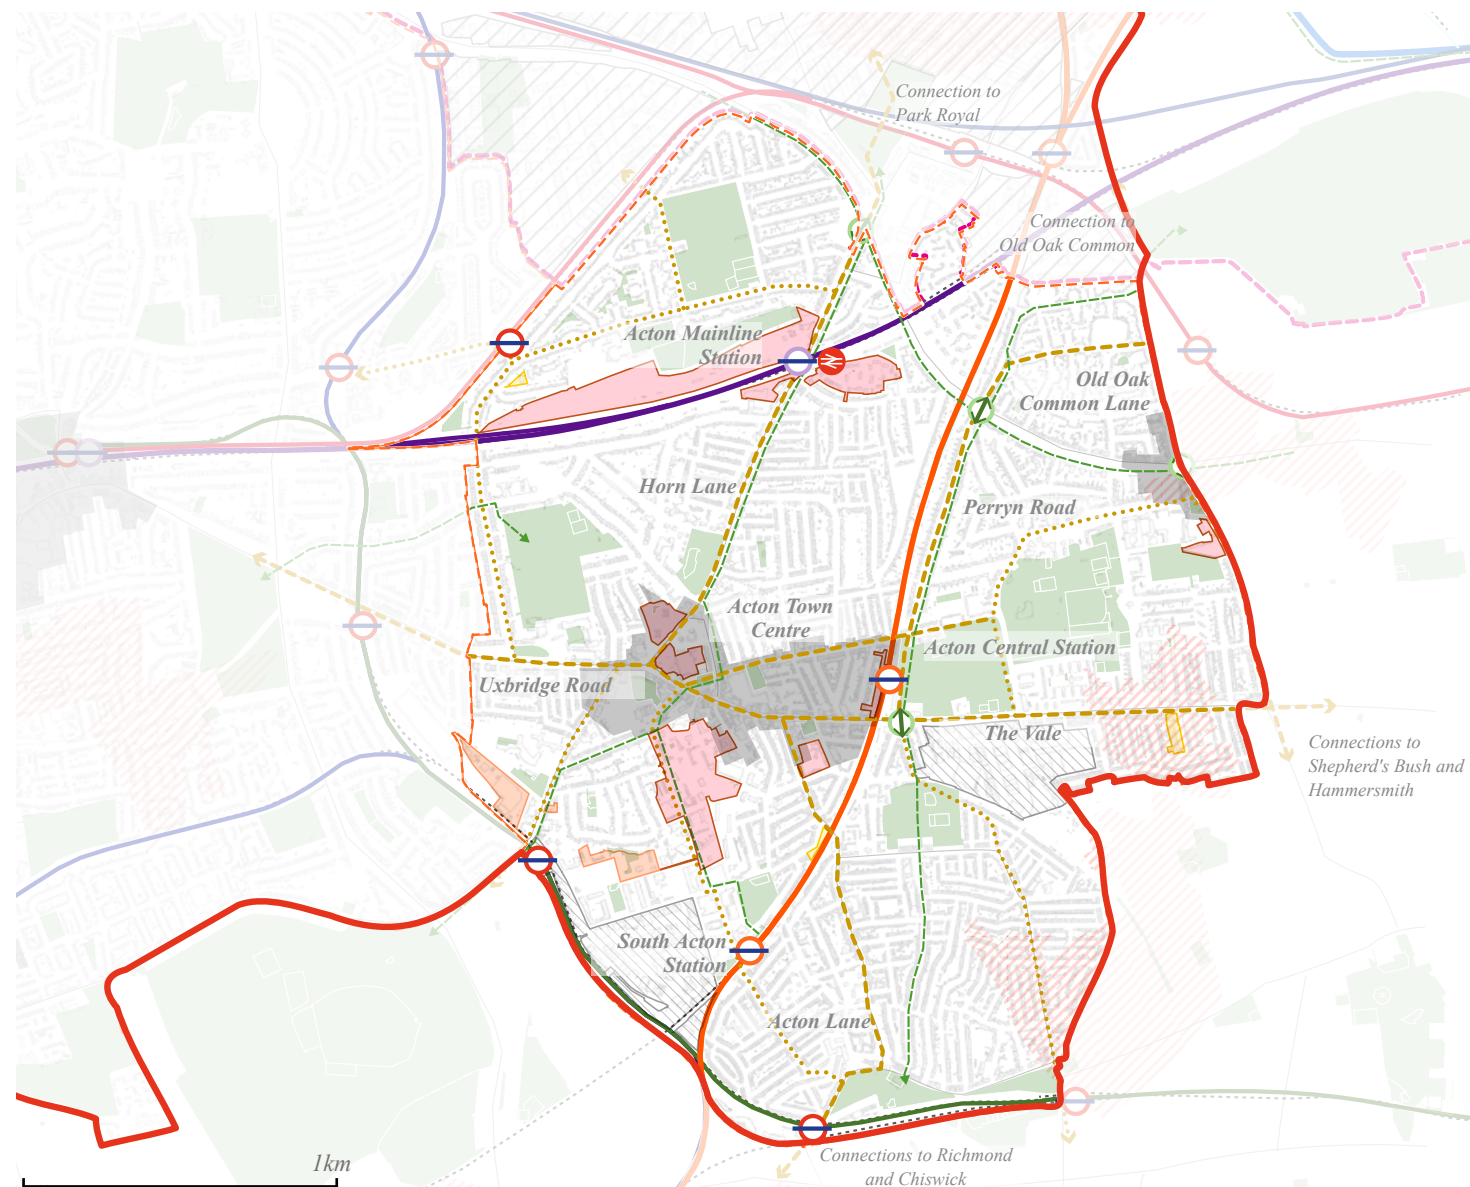 Connection to
Park Royal
Connection to
Old Oak Common
Acton Mainline
Station
Old Oak
Common Lane
Horn Lane
Perryn Road
Acton Town
Centre
Acton Central Station
Uxbridge Road
The Vale
Connections to
Shepherd's Bush and
Hammersmith
South Acton
Station
Acton Lane
Connections to Richmond
and Chiswick
1km